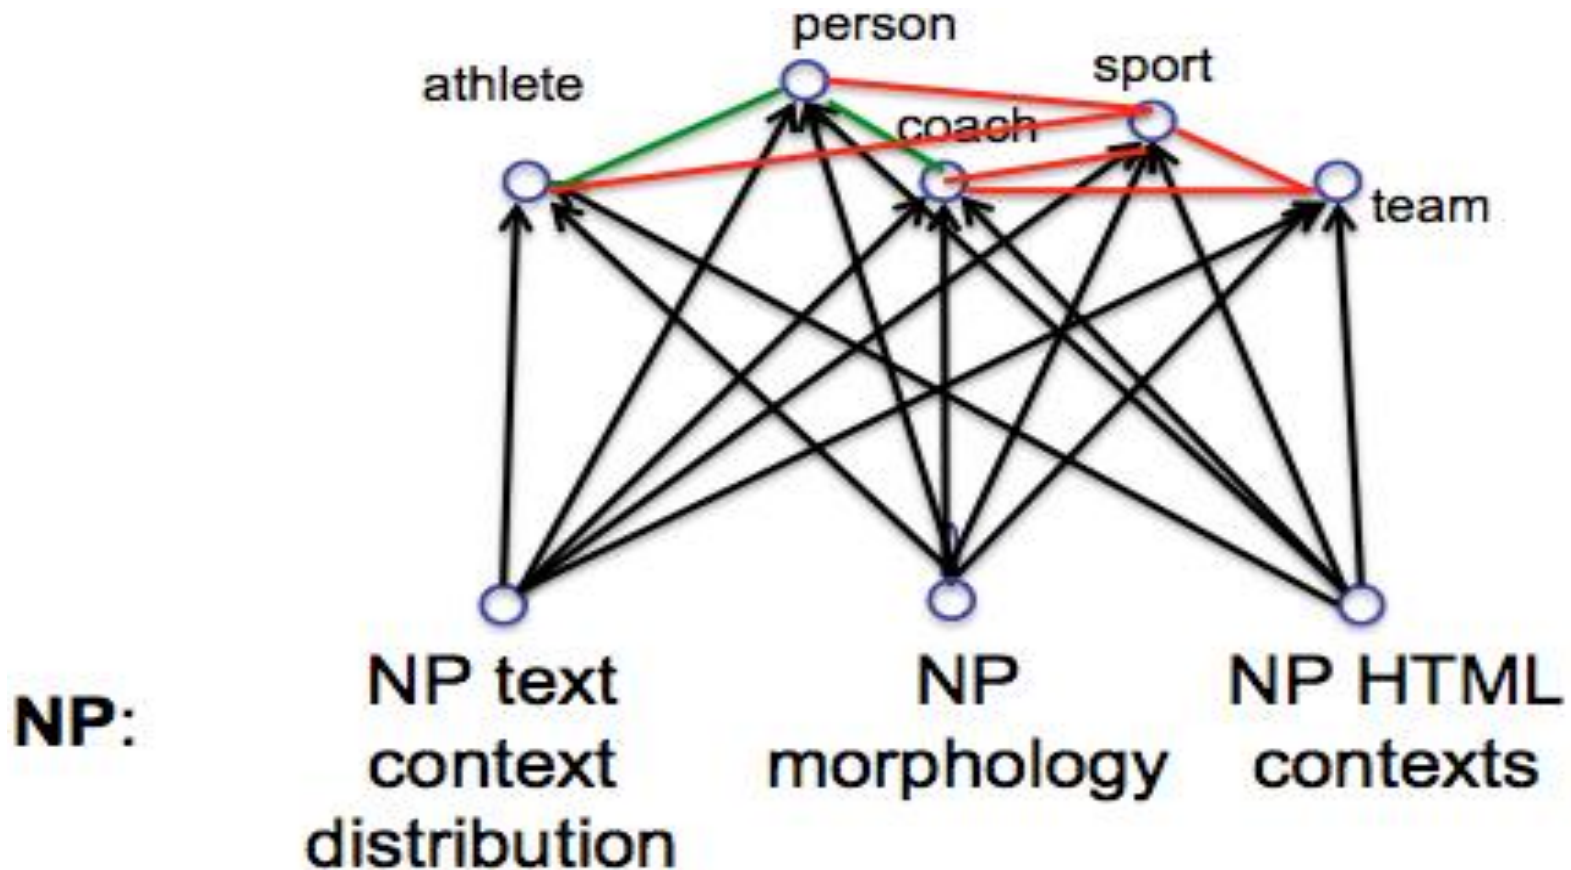 person
athlete
sport
coach
team
NP:
NP text
context
distribution
NP
morphology
NP HTML
contexts